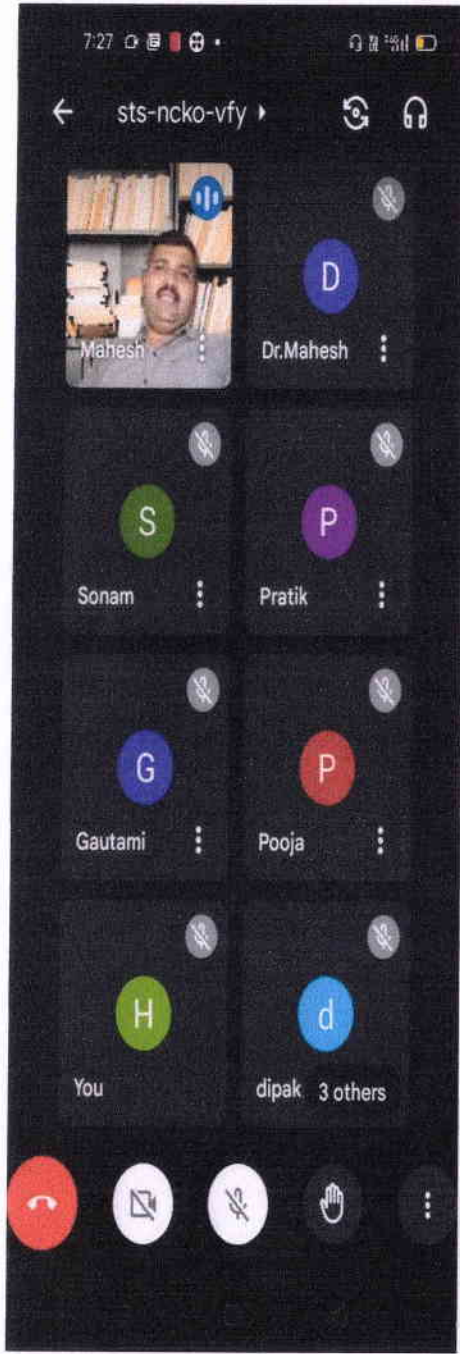 7:27
sts-ncko-vfy
Mahesh
D
Dr.Mahesh
S
Sonam
P
Pratik
G
Gautami
P
Pooja
H
You
d
dipak 3 others